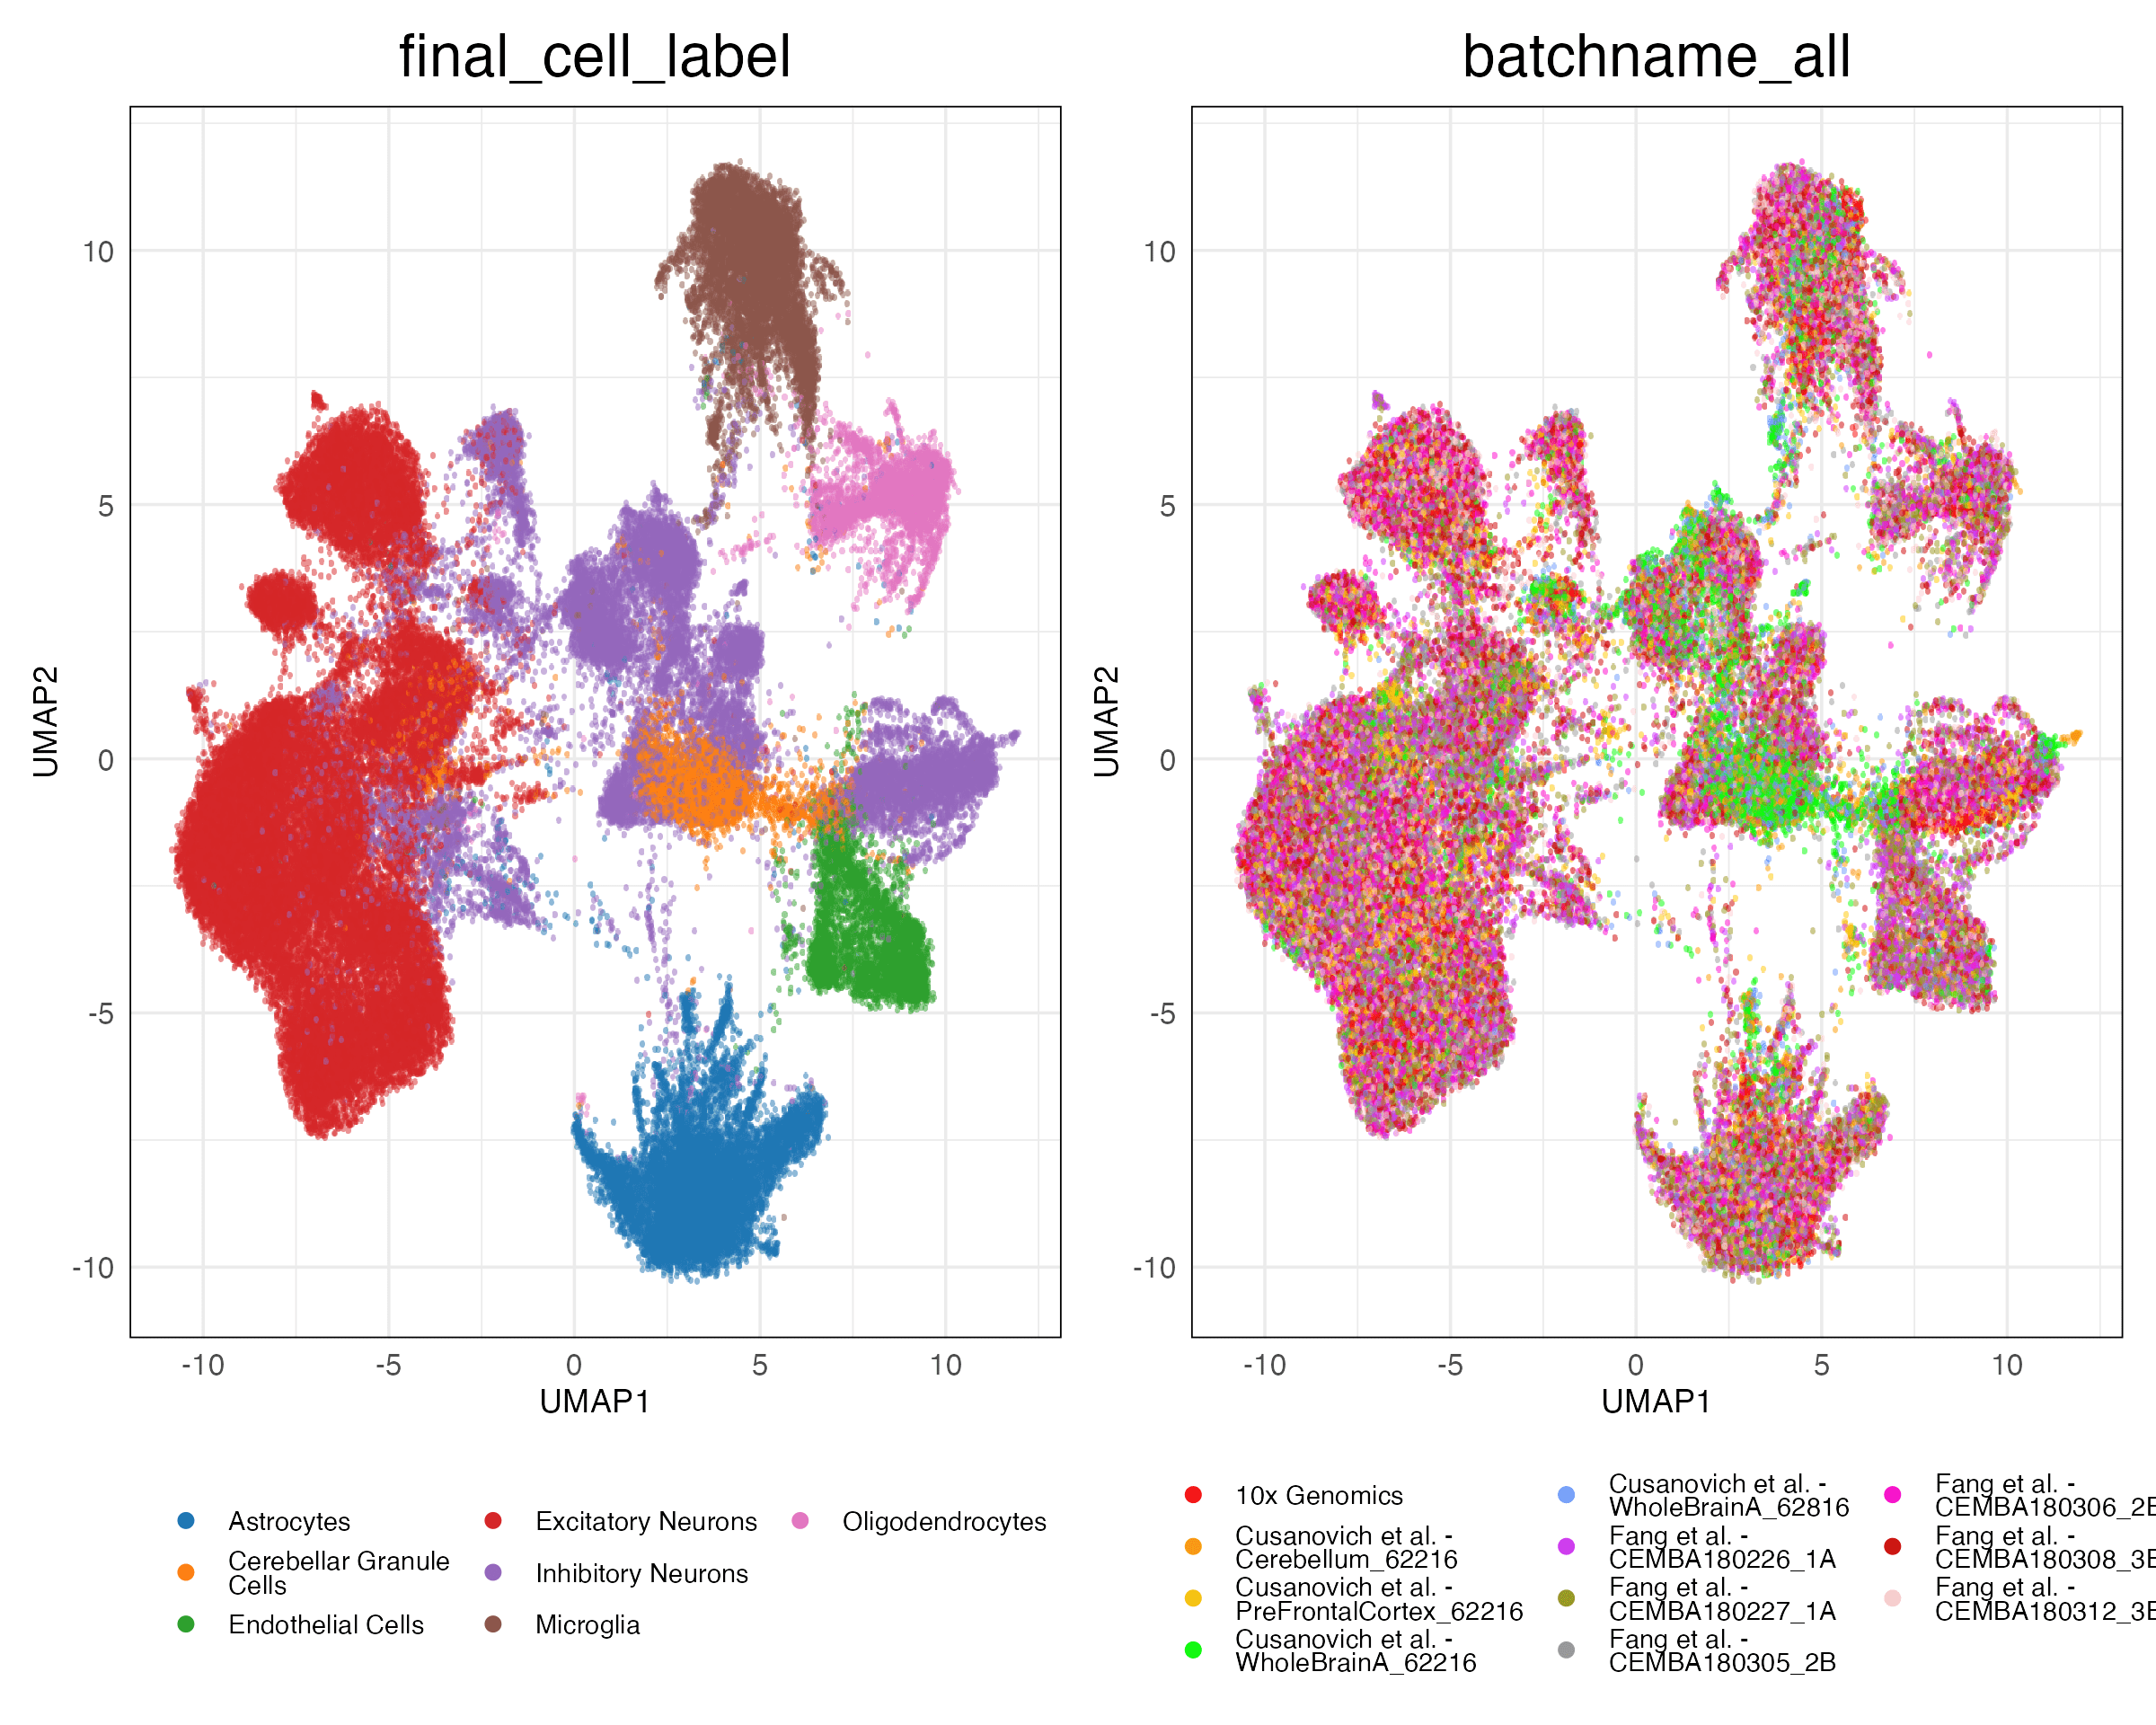 final_cell_label
UMAP2
10
5
0
-5
-10
-10
-5
0
5
10
UMAP1
Astrocytes
Cerebellar Granule
Cells
Endothelial Cells
Excitatory Neurons
Inhibitory Neurons
Microglia
Oligodendrocytes
batchname_all
UMAP2
10
5
0
-5
-10
-10
-5
0
5
10
UMAP1
10x Genomics
Cusanovich et al. -
Cerebellum_62216
Cusanovich et al. -
PreFrontalCortex_62216
Cusanovich et al. -
WholeBrainA_62216
Cusanovich et al. -
WholeBrainA_62816
Fang et al. -
CEMBA180226_1A
Fang et al. -
CEMBA180227_1A
Fang et al. -
CEMBA180305_2B
Fang et al. -
CEMBA180306_2
Fang et al. -
CEMBA180308_3
Fang et al. -
CEMBA180312_3